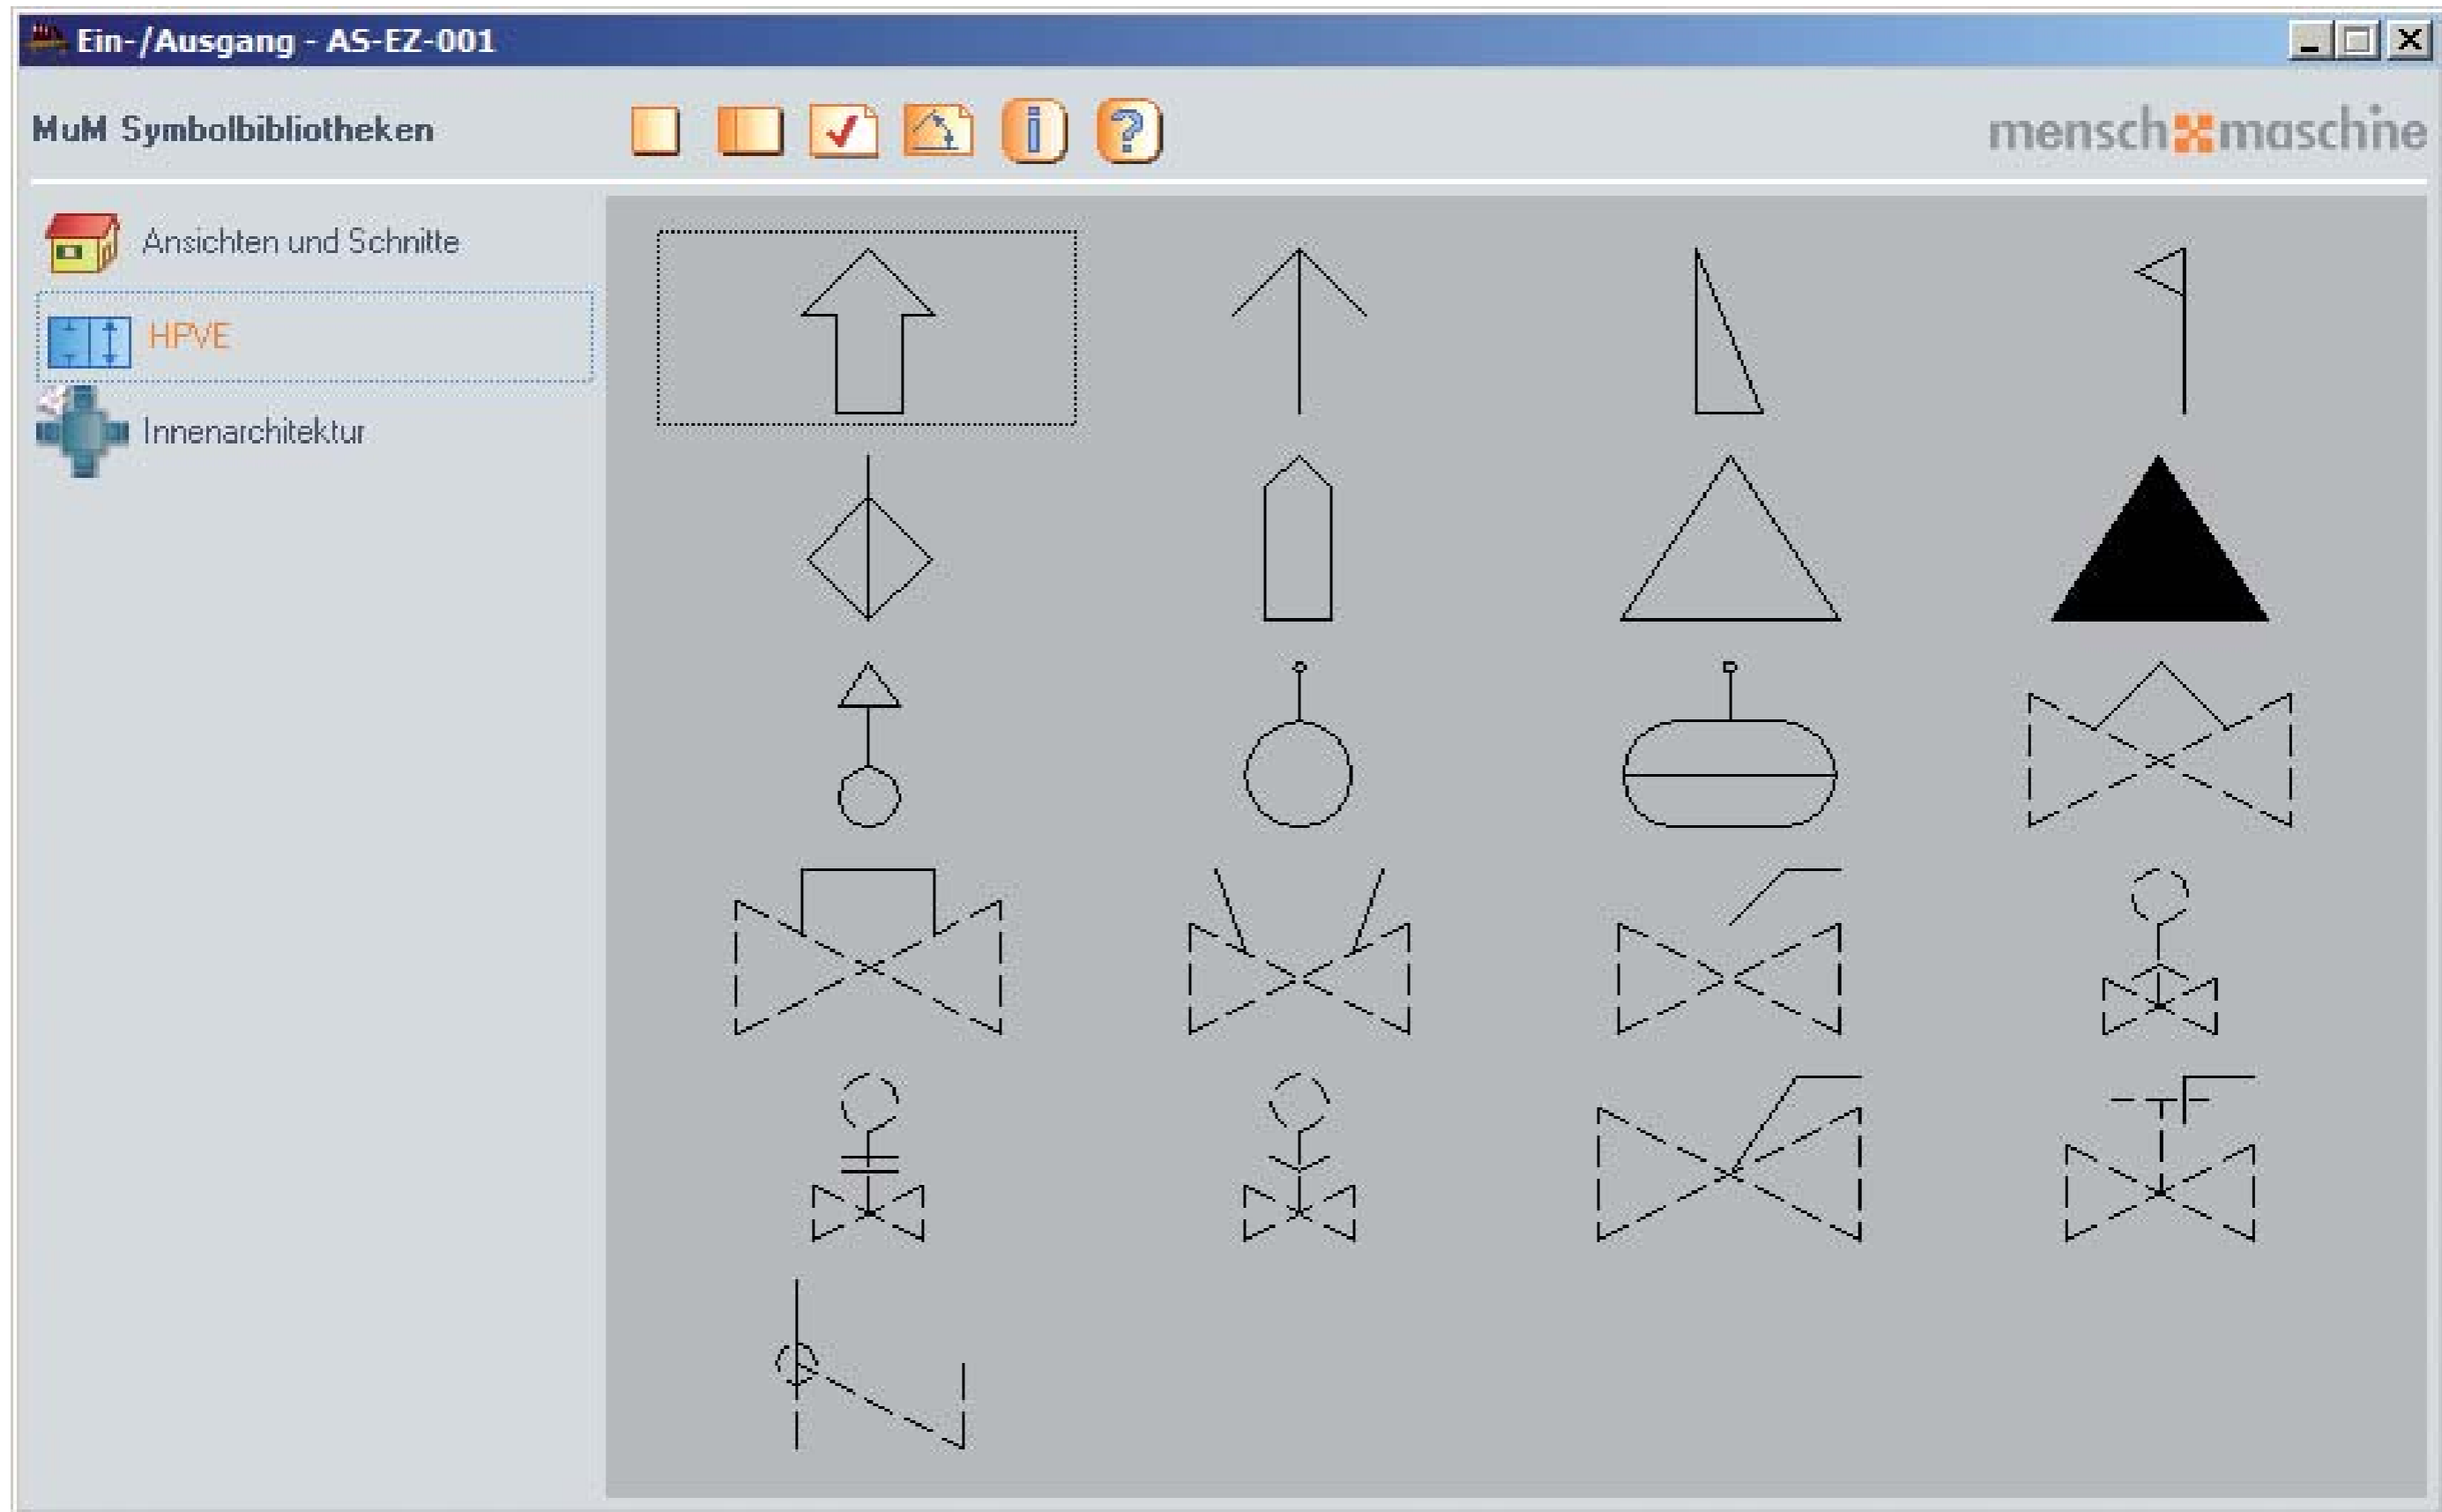 Ein-/Ausgang - AS-EZ-001
MuM Symbolbibliotheken
mensch maschine
Ansichten und Schnitte
HPVE
Innenarchitektur